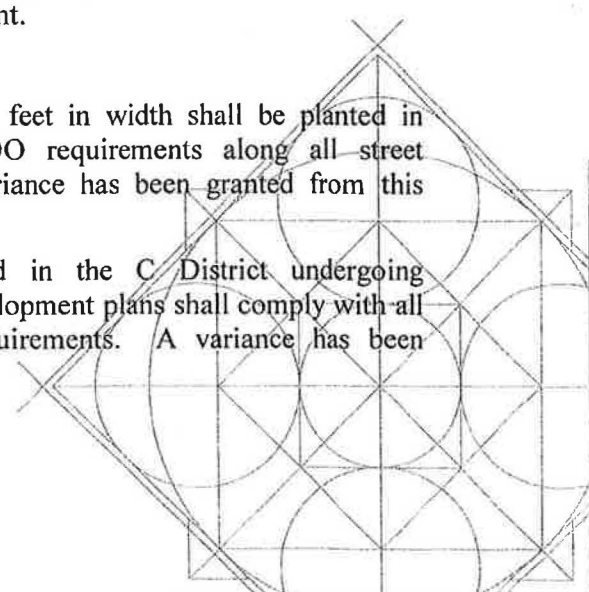 nt.
feet in width shall be planted in
OO requirements along all street
riance has been granted from this
d in the C District undergoing
lopment plans shall comply with all
uirements. A variance has been